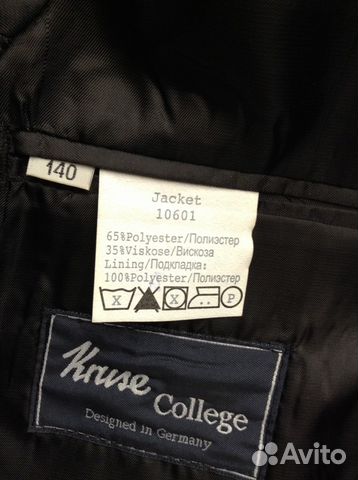 140
Jacket
10601
65%Polyester/Полиэстер
35%Viskose/Вискоза
Lining/Подкладка:
100%Polyester/Полиэстер
X X P
Kruse
College
Designed in Germany
Avito